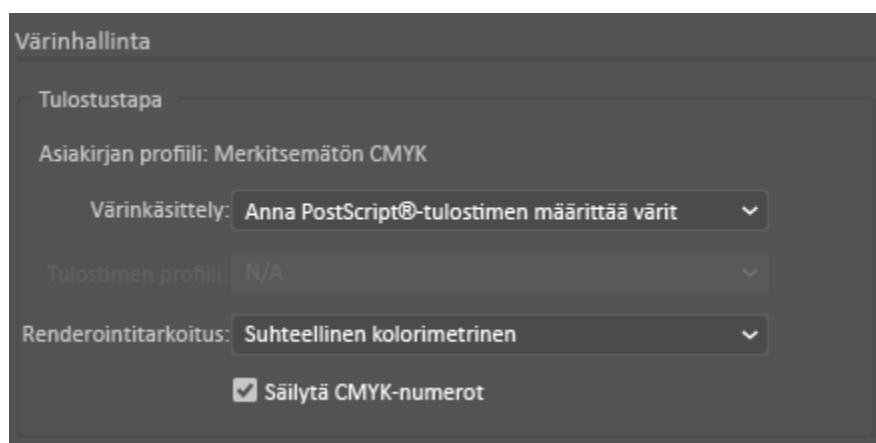 Värinhallinta
Tulostustapa
Asiakirjan profiili: Merkitsemätön CMYK
Värinkäsittely: Anna PostScript®-tulostimen määrittää värit
Tulostimen profiili: N/A
Renderointitarkoitus: Suhteellinen kolorimetrinen
Säilytä CMYK-numerot